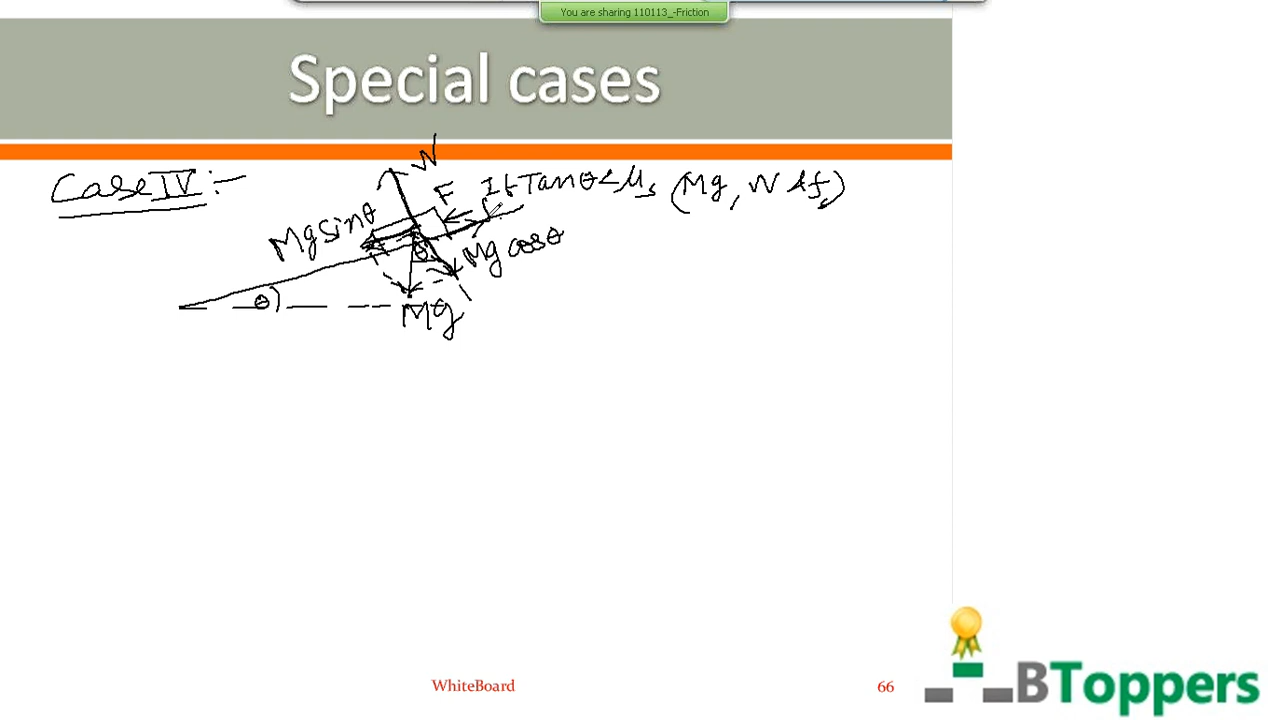 You are sharing 110113_-Friction
Special cases
Case IV :-
N
F
If Tanθ < μs (Mg, N & fs)
Mg sinθ
θ
Mg cosθ
θ
Mg
WhiteBoard
66
BToppers